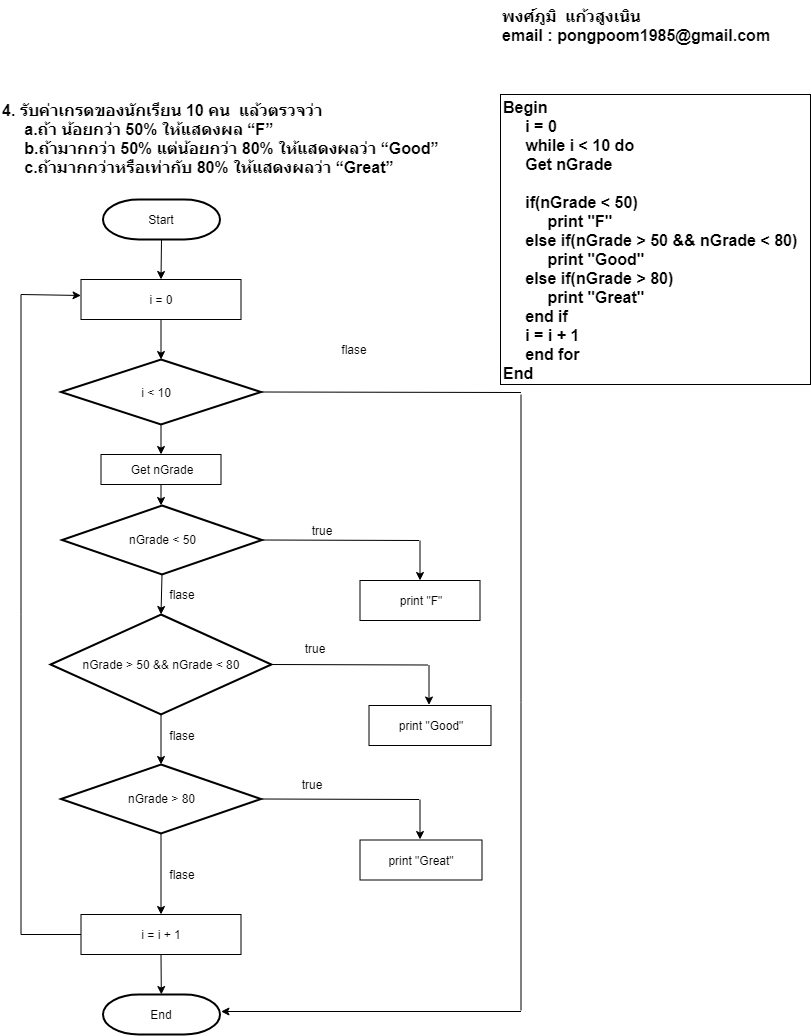 พงศ์ภูมิ แก้วสูงเนิน
email : pongpoom1985@gmail.com
4. รับค่าเกรดของนักเรียน 10 คน แล้วตรวจว่า
a.ถ้า น้อยกว่า 50% ให้แสดงผล “F”
b.ถ้ามากกว่า 50% แต่น้อยกว่า 80% ให้แสดงผลว่า “Good”
c.ถ้ามากกว่าหรือเท่ากับ 80% ให้แสดงผลว่า “Great”
Begin
i = 0
while i < 10 do
Get nGrade
if(nGrade < 50)
print "F"
else if(nGrade > 50 && nGrade < 80)
print "Good"
else if(nGrade > 80)
print "Great"
end if
i = i + 1
end for
End
Start
i = 0
flase
i < 10
Get nGrade
nGrade < 50
true
print "F"
flase
nGrade > 50 && nGrade < 80
true
print "Good"
flase
nGrade > 80
true
print "Great"
flase
i = i + 1
End